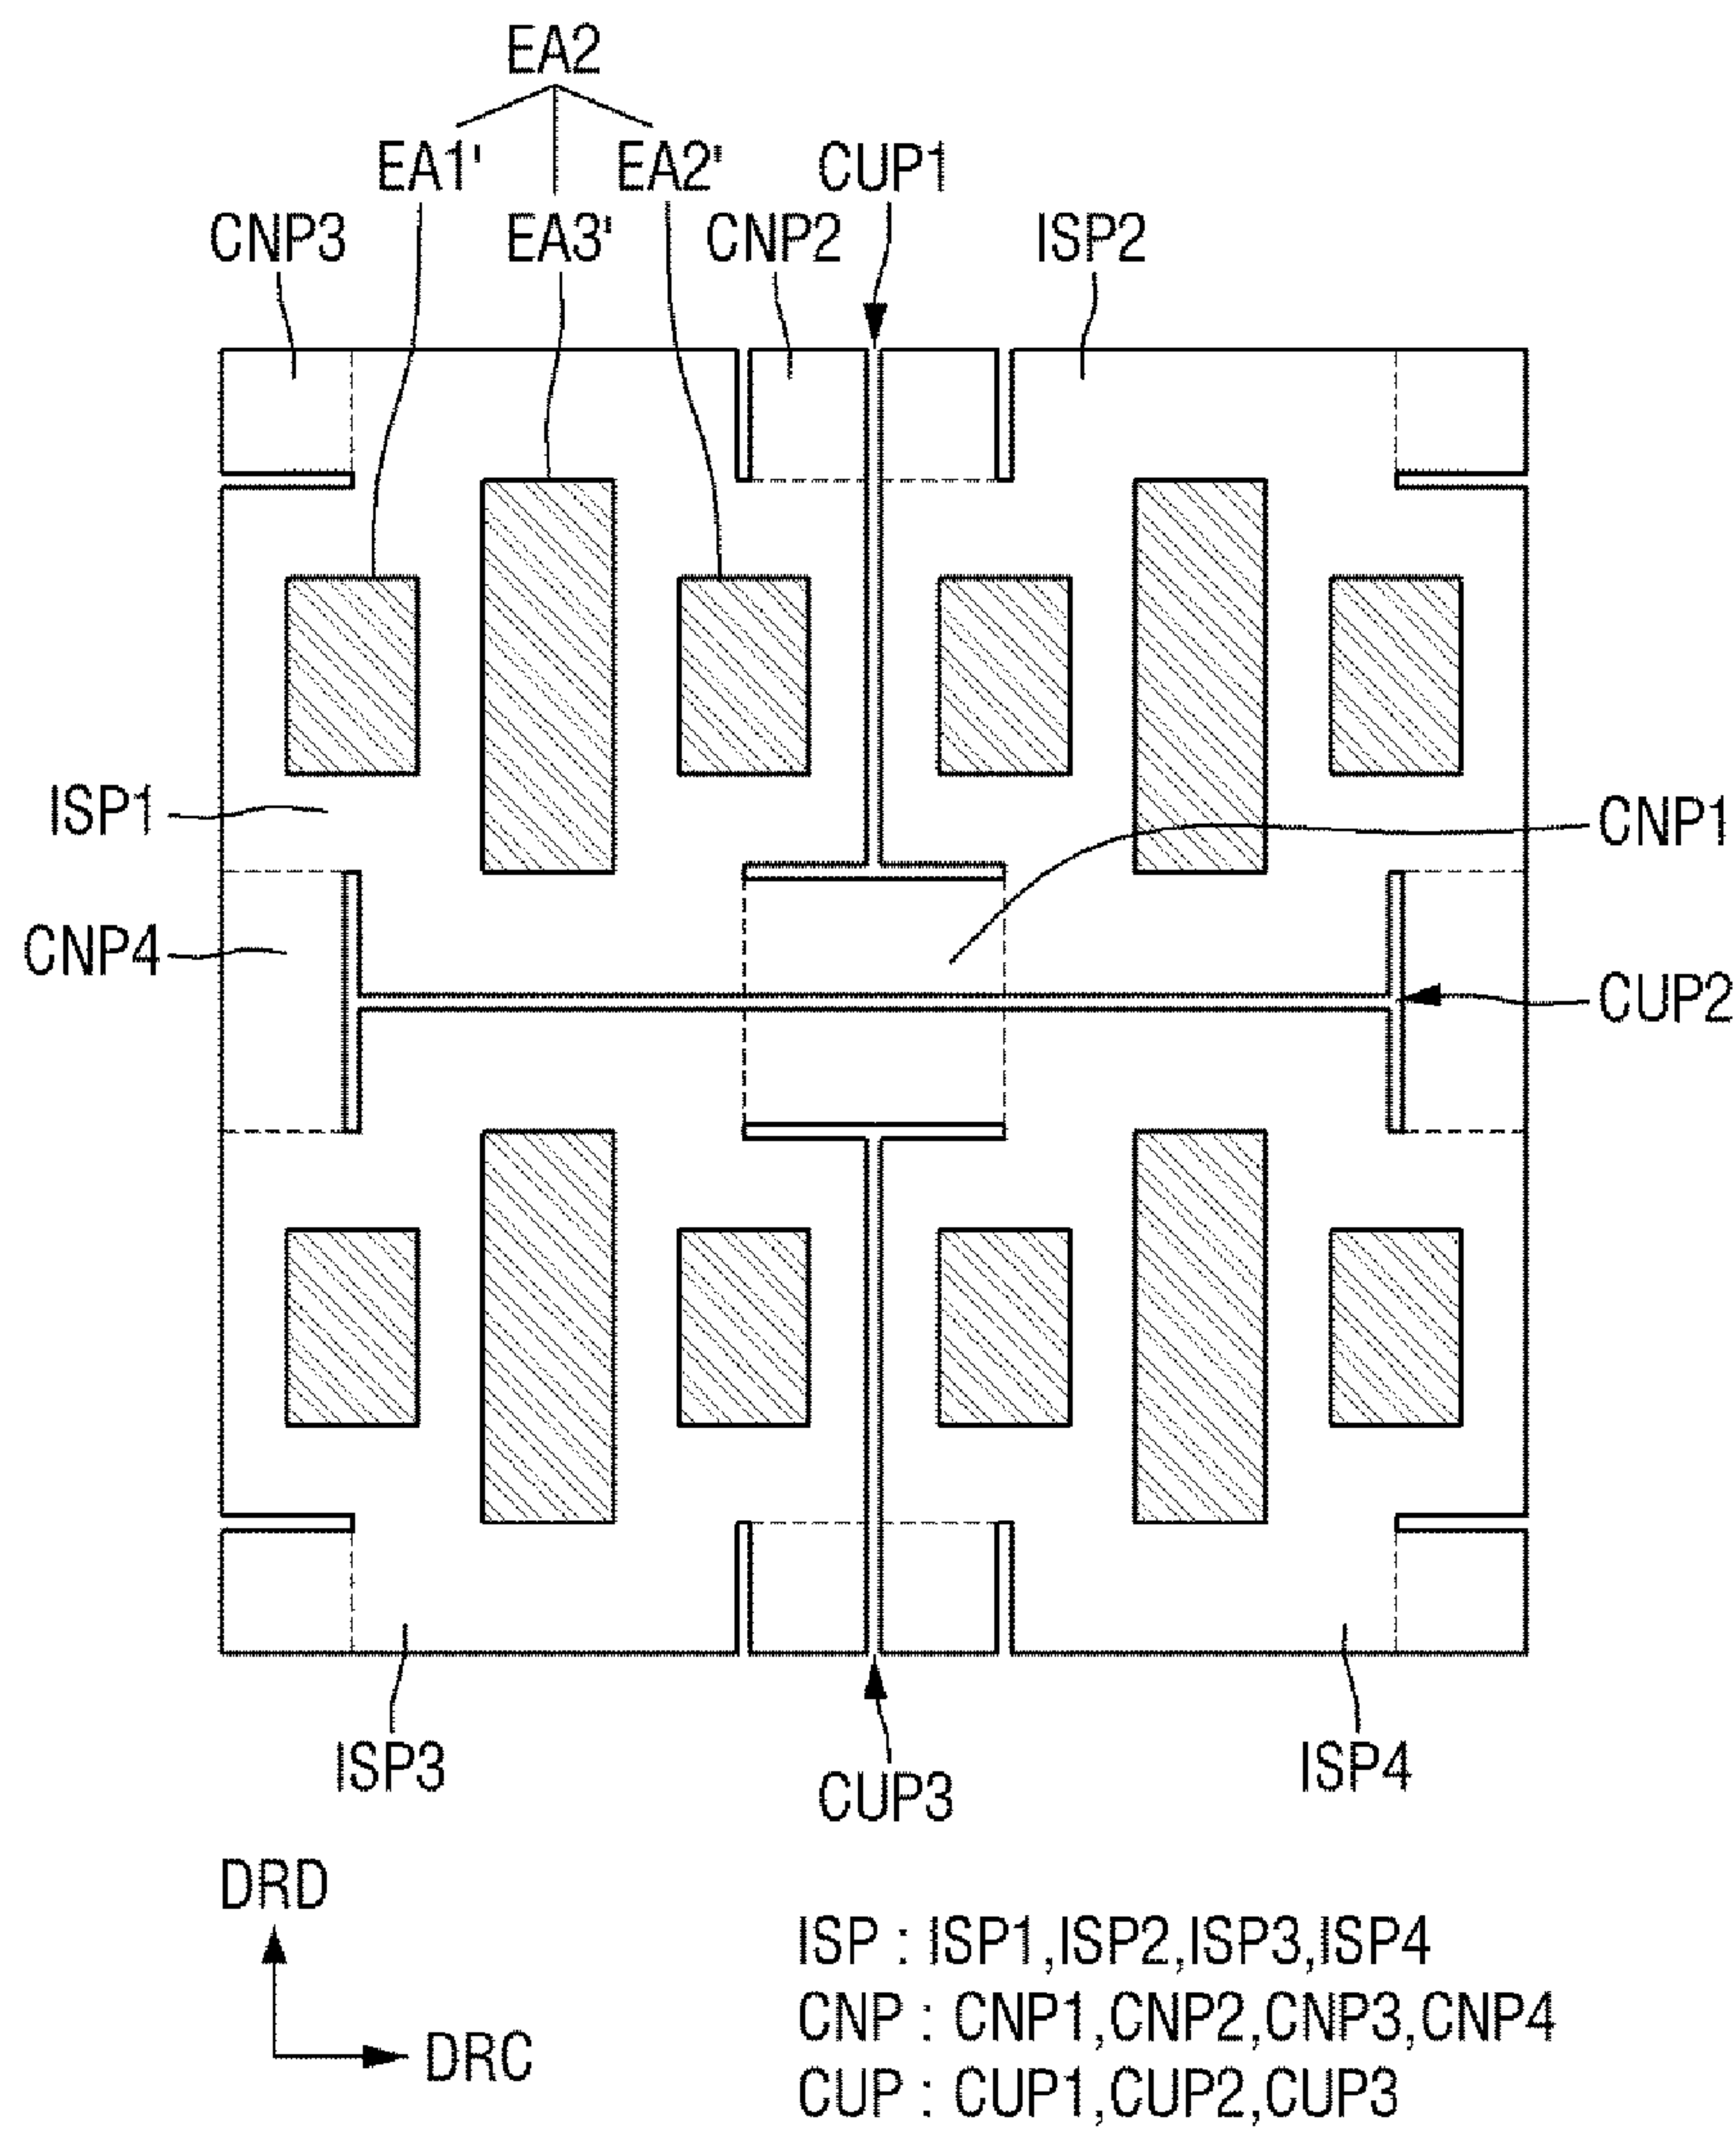 EA2
EA1' EA2' CUP1
CNP3 EA3' CNP2 ISP2
ISP1 CNP1
CNP4 CUP2
ISP3 ISP4
CUP3
DRD
DRC
ISP : ISP1,ISP2,ISP3,ISP4
CNP : CNP1,CNP2,CNP3,CNP4
CUP : CUP1,CUP2,CUP3